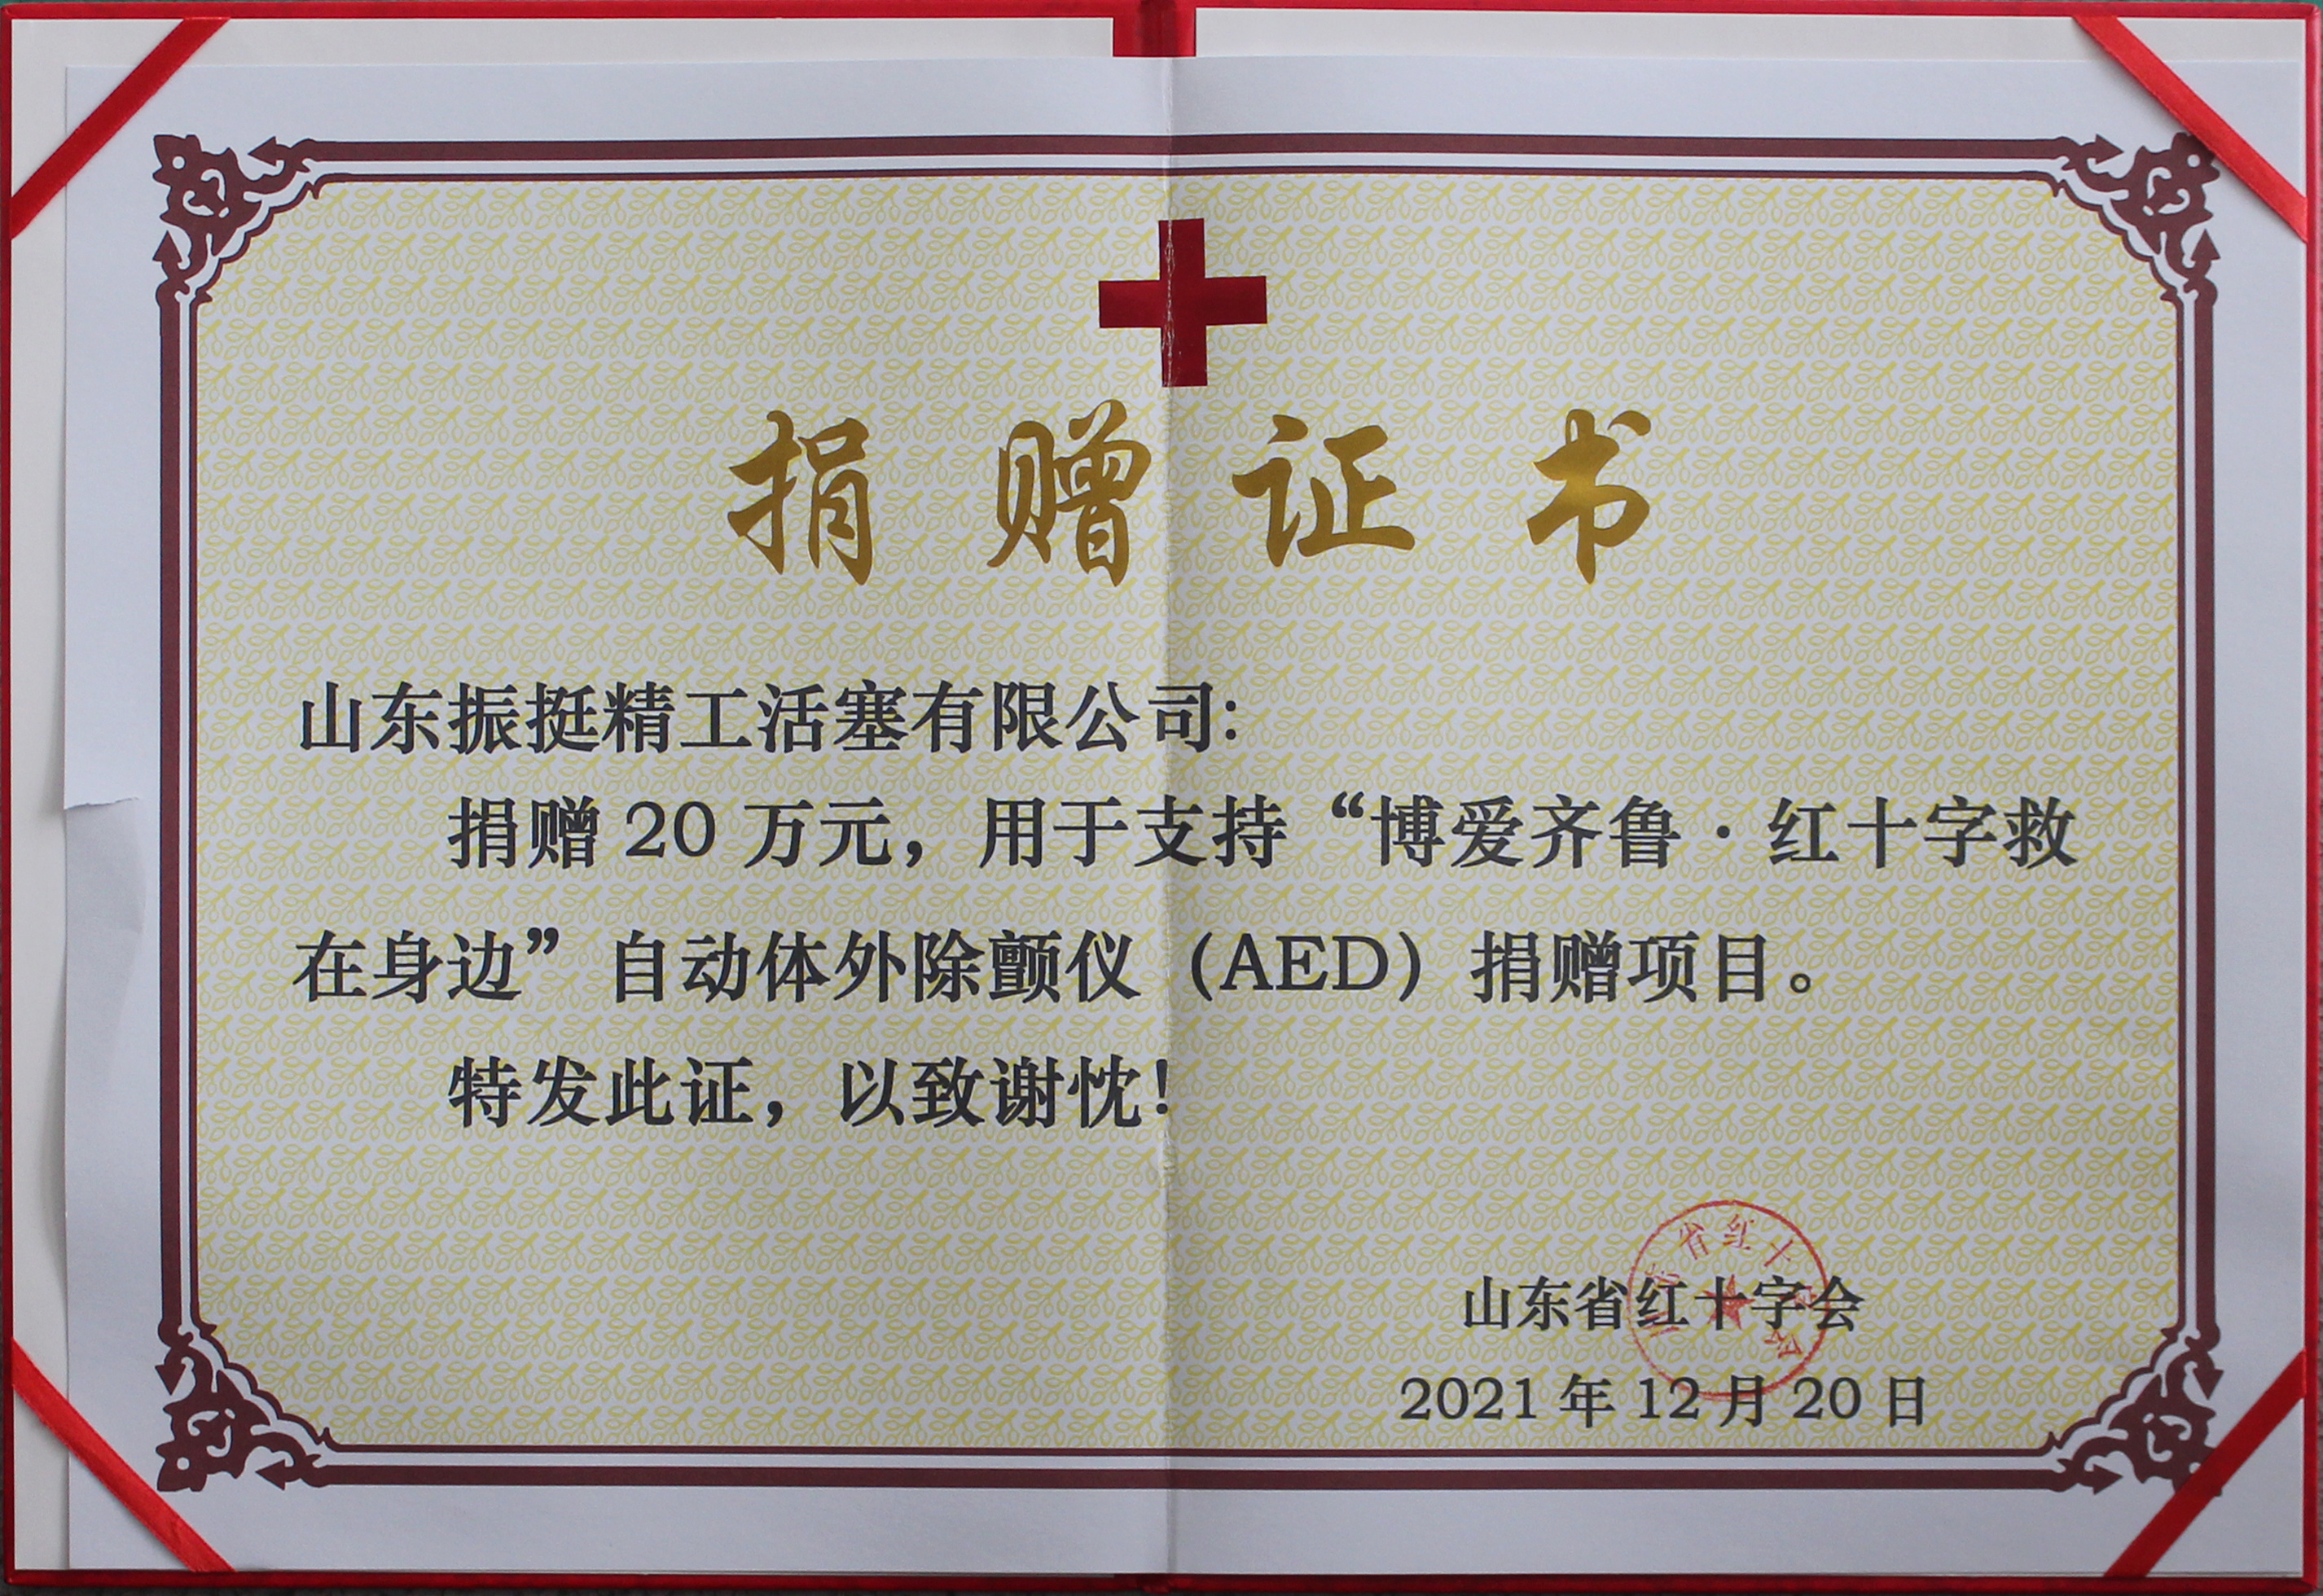 捐赠证书
山东振挺精工活塞有限公司:
捐赠 20 万元，用于支持“博爱齐鲁·红十字救
在身边”自动体外除颤仪（AED）捐赠项目。
特发此证，以致谢忱!
山东省红十字会
2021 年 12 月 20 日